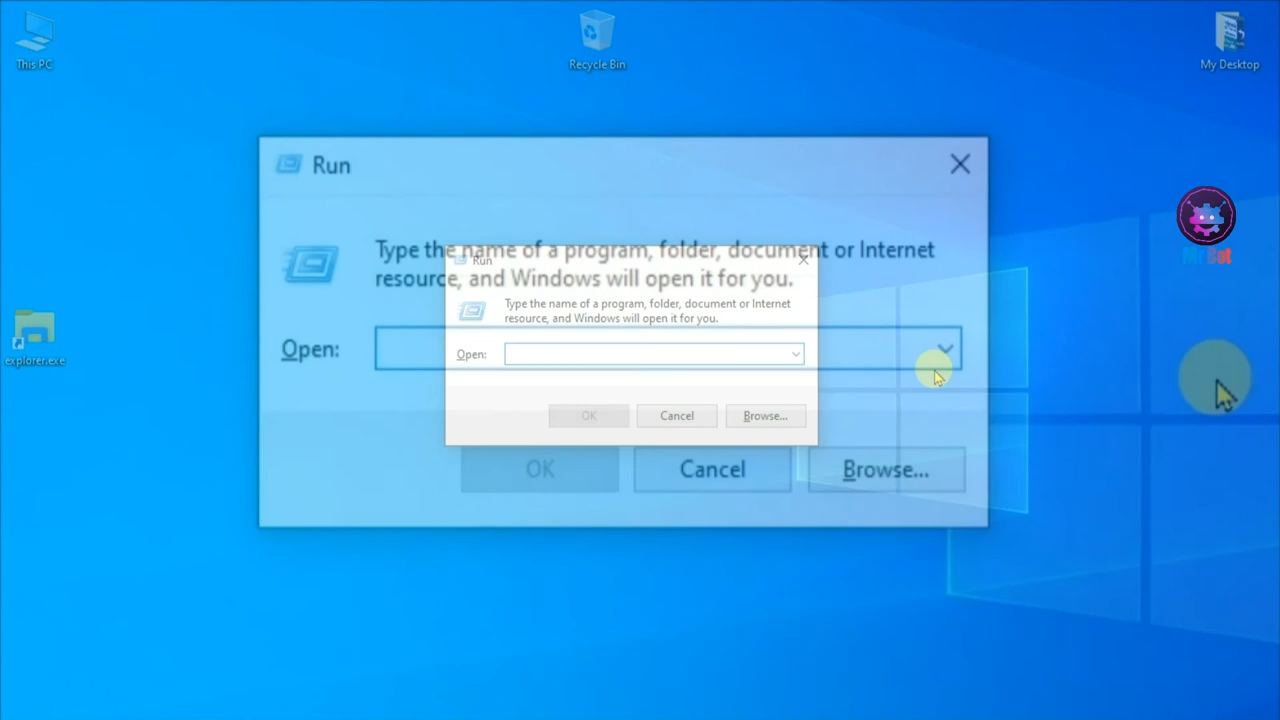 This PC
Recycle Bin
My Desktop
Run
Type the name of a program, folder, document or Internet
resource, and Windows will open it for you.
Open:
OK
Cancel
Browse...
Run
Type the name of a program, folder, document or Internet
resource, and Windows will open it for you.
Open:
OK
Cancel
Browse...
Mr Bot
explorer.exe